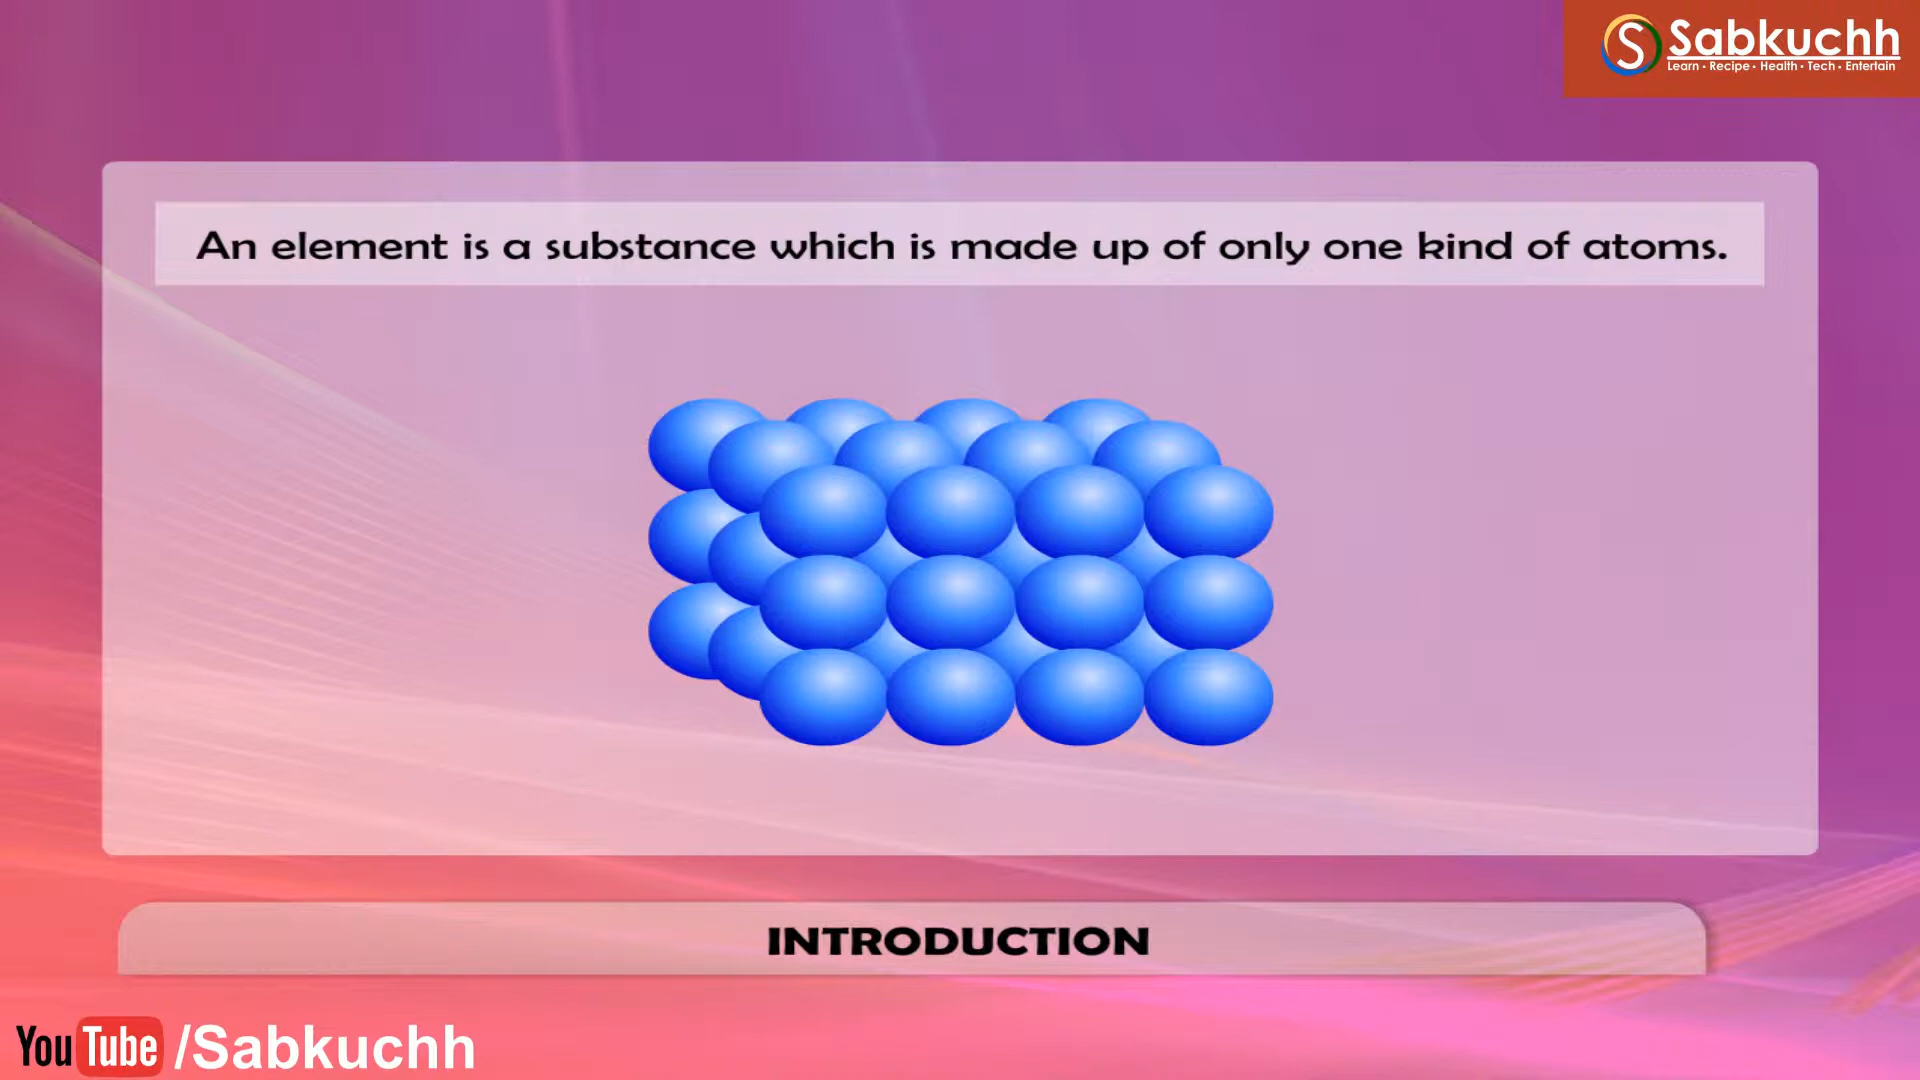 Sabkuchh
Learn • Recipe • Health • Tech • Entertain
An element is a substance which is made up of only one kind of atoms.
INTRODUCTION
YouTube /Sabkuchh